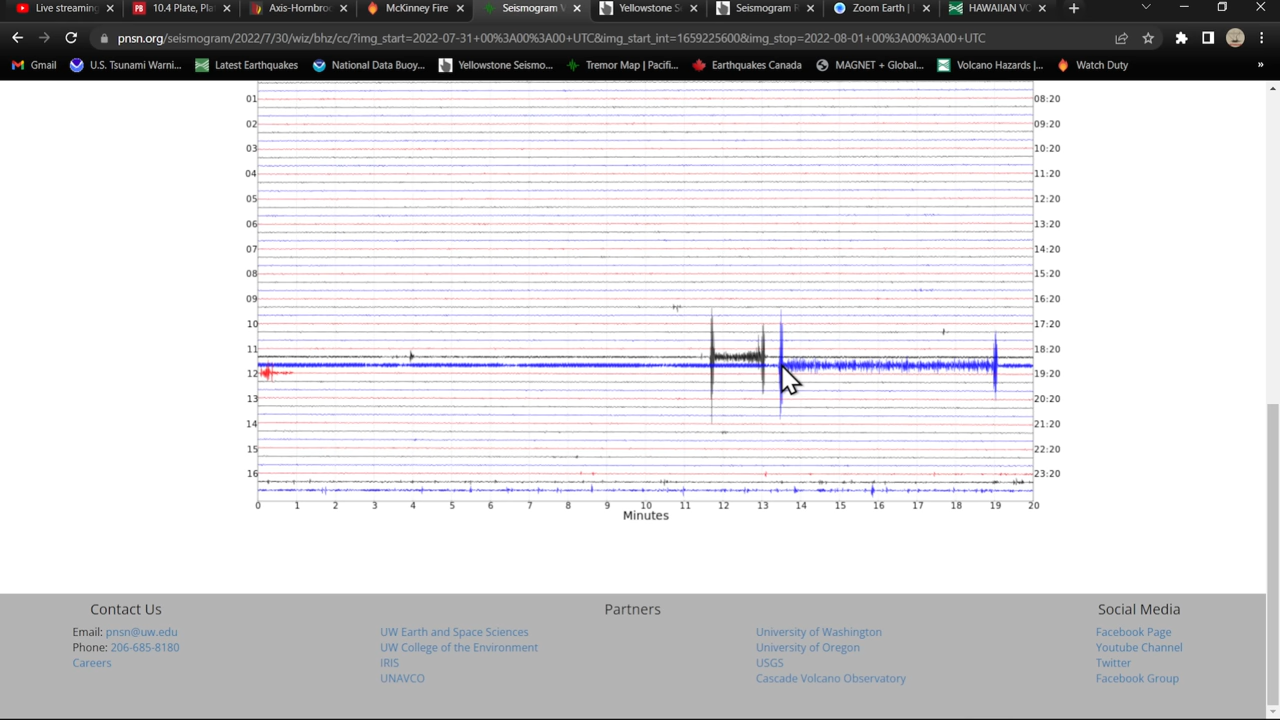 Live streaming
10.4 Plate, Plat
Axis-Hornbroo
McKinney Fire
Seismogram V
Yellowstone Se
Seismogram R
Zoom Earth | 
HAWAIIAN VO
pnsn.org/seismogram/2022/7/30/wiz/bhz/cc/?img_start=2022-07-31+00%3A00%3A00+UTC&img_start_int=1659225600&img_stop=2022-08-01+00%3A00%3A00+UTC
Gmail
U.S. Tsunami Warni...
Latest Earthquakes
National Data Buoy...
Yellowstone Seismo...
Tremor Map | Pacifi...
Earthquakes Canada
MAGNET + Global...
Volcano Hazards |...
Watch Duty
»
01 08:20
02 09:20
03 10:20
04 11:20
05 12:20
06 13:20
07 14:20
08 15:20
09 16:20
10 17:20
11 18:20
12 19:20
13 20:20
14 21:20
15 22:20
16 23:20
0 1 2 3 4 5 6 7 8 9 10 11 12 13 14 15 16 17 18 19 20
Minutes
Contact Us
Email: pnsn@uw.edu
Phone: 206-685-8180
Careers
Partners
UW Earth and Space Sciences
UW College of the Environment
IRIS
UNAVCO
University of Washington
University of Oregon
USGS
Cascade Volcano Observatory
Social Media
Facebook Page
Youtube Channel
Twitter
Facebook Group